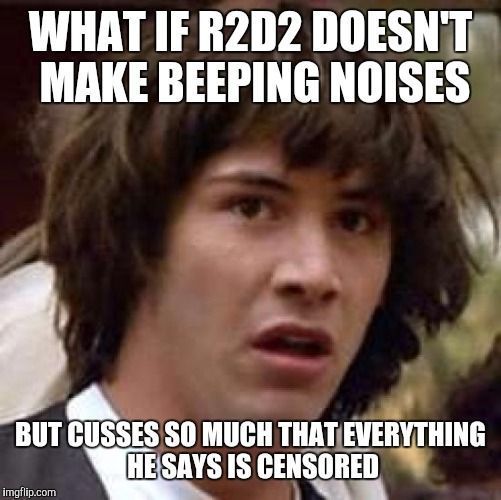 WHAT IF R2D2 DOESN'T
MAKE BEEPING NOISES
BUT CUSSES SO MUCH THAT EVERYTHING
HE SAYS IS CENSORED
imgflip.com